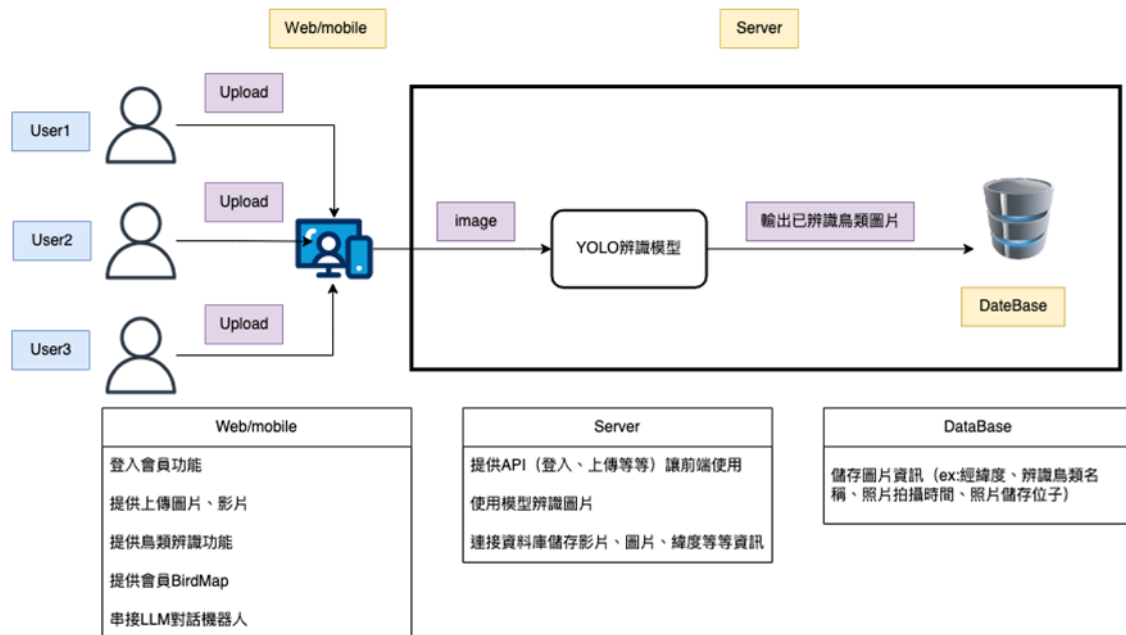 Web/mobile
Server
Upload
User1
Upload
User2
image
輸出已辨識鳥類圖片
YOLO辨識模型
Upload
User3
DateBase
Web/mobile
登入會員功能
提供上傳圖片、影片
提供鳥類辨識功能
提供會員BirdMap
串接LLM對話機器人
Server
提供API（登入、上傳等等）讓前端使用
使用模型辨識圖片
連接資料庫儲存影片、圖片、緯度等等資訊
DataBase
儲存圖片資訊（ex:經緯度、辨識鳥類名
稱、照片拍攝時間、照片儲存位子）